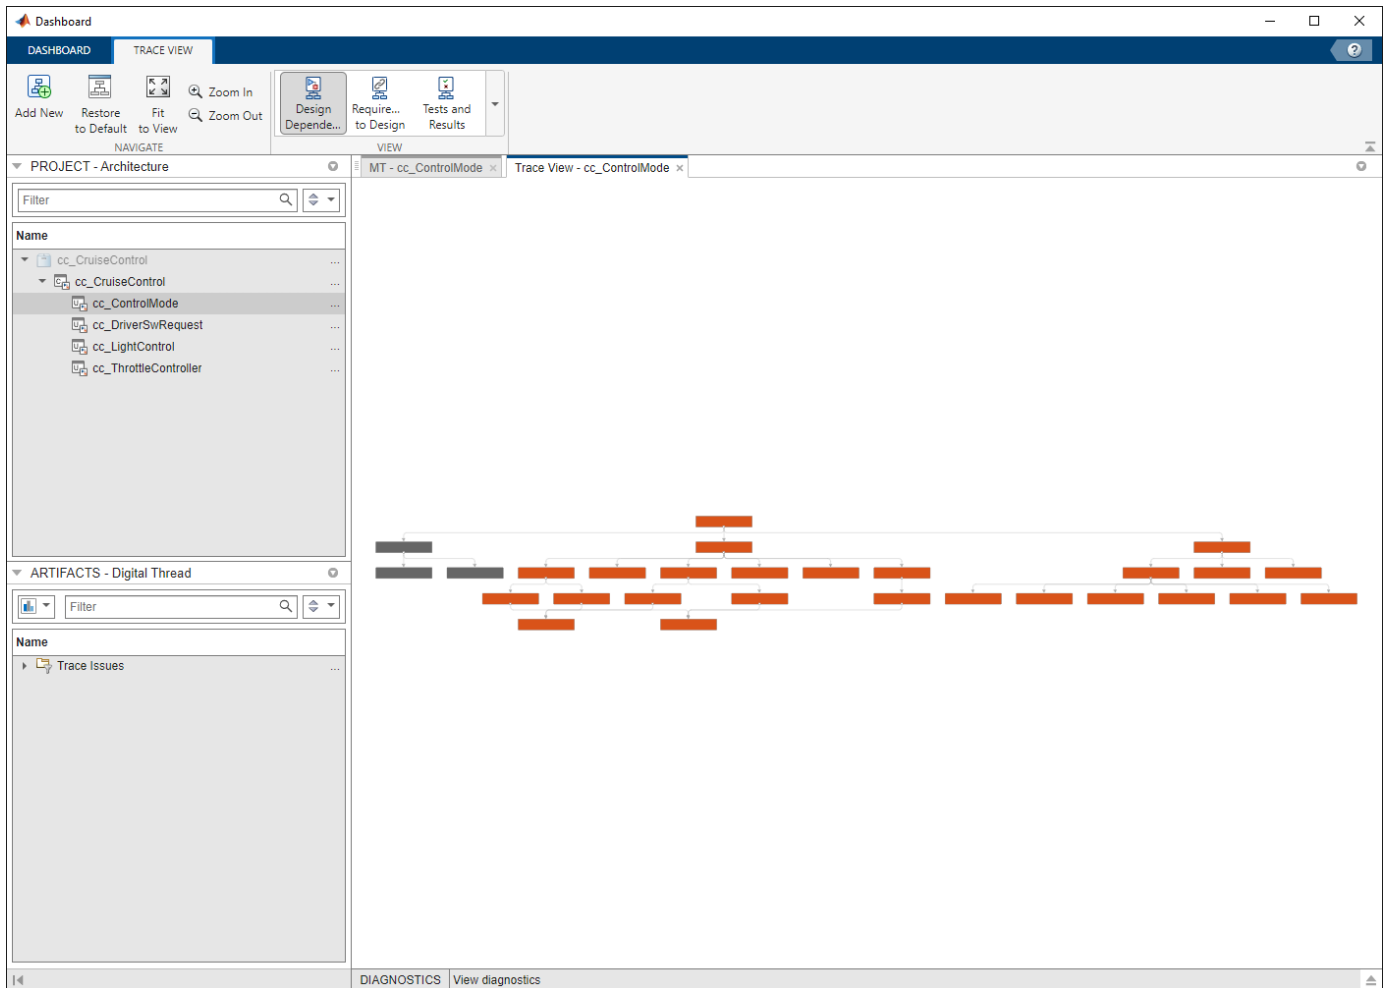 Dashboard
DASHBOARD
TRACE VIEW
Add New
Restore
to Default
Fit
to View
Zoom In
Zoom Out
NAVIGATE
Design
Depende...
Require...
to Design
Tests and
Results
VIEW
PROJECT - Architecture
Filter
Name
cc_CruiseControl ...
cc_CruiseControl ...
cc_ControlMode ...
cc_DriverSwRequest ...
cc_LightControl ...
cc_ThrottleController ...
ARTIFACTS - Digital Thread
Filter
Name
Trace Issues ...
MT - cc_ControlMode
Trace View - cc_ControlMode
DIAGNOSTICS View diagnostics